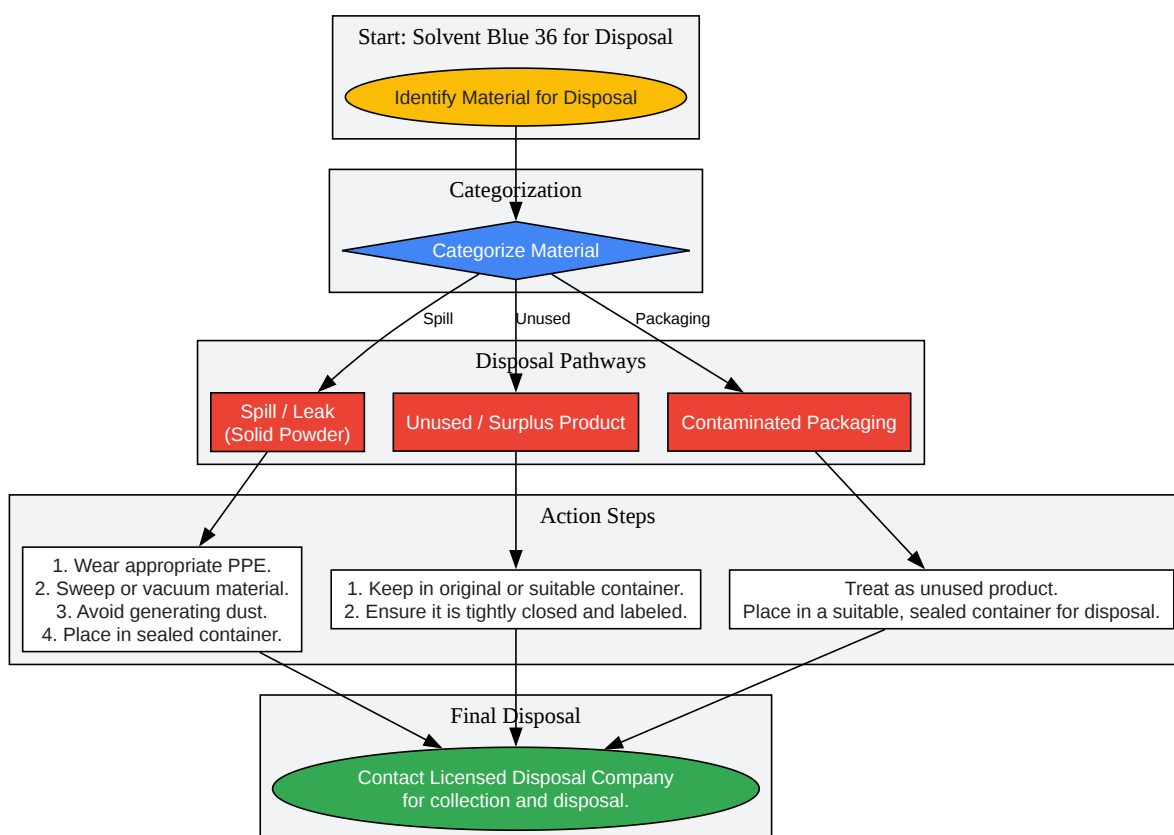 Start: Solvent Blue 36 for Disposal
Identify Material for Disposal
Categorization
Categorize Material
Spill
Unused
Packaging
Disposal Pathways
Spill / Leak
(Solid Powder)
Unused / Surplus Product
Contaminated Packaging
Action Steps
1. Wear appropriate PPE.
2. Sweep or vacuum material.
3. Avoid generating dust.
4. Place in sealed container.
1. Keep in original or suitable container.
2. Ensure it is tightly closed and labeled.
Treat as unused product.
Place in a suitable, sealed container for disposal.
Final Disposal
Contact Licensed Disposal Company
for collection and disposal.